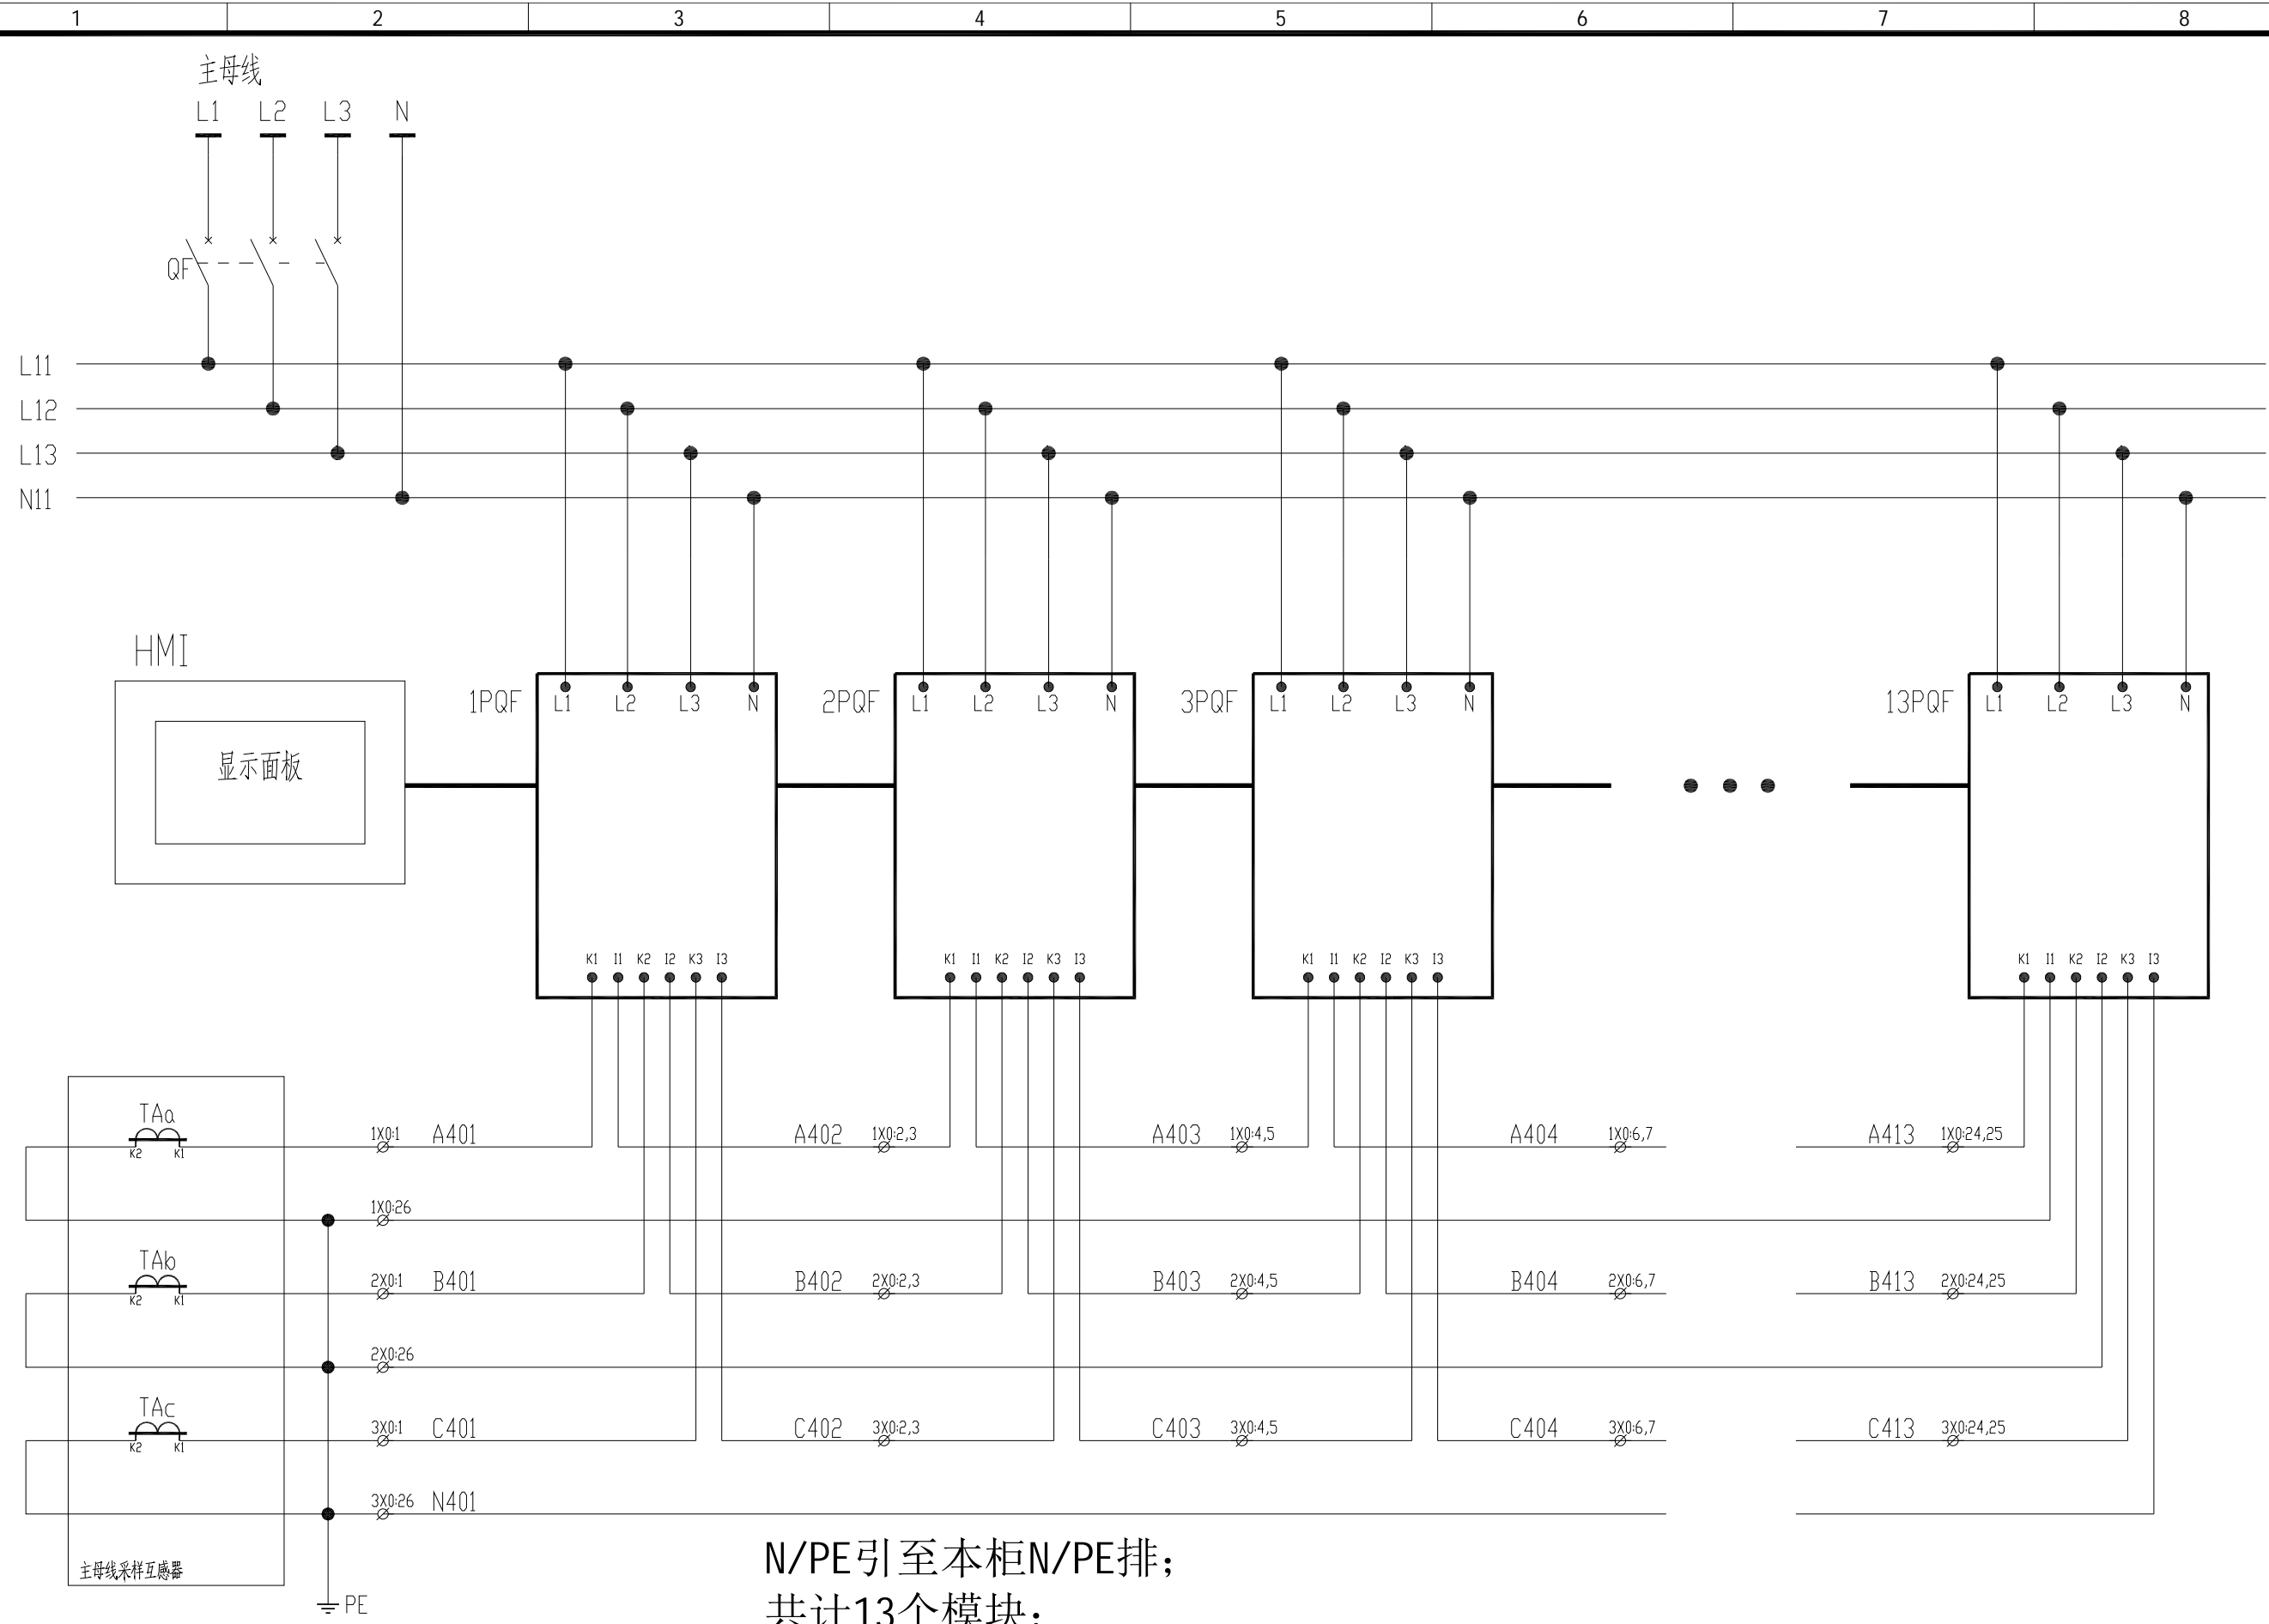 1 2 3 4 5 6 7 8
主母线
L1 L2 L3 N
QF
L11
L12
L13
N11
HMI
显示面板
1PQF L1 L2 L3 N
2PQF L1 L2 L3 N
3PQF L1 L2 L3 N
13PQF L1 L2 L3 N
K1 I1 K2 I2 K3 I3
K1 I1 K2 I2 K3 I3
K1 I1 K2 I2 K3 I3
K1 I1 K2 I2 K3 I3
TAa
K2 K1
1X0:1 A401 A402 1X0:2,3 A403 1X0:4,5 A404 1X0:6,7 A413 1X0:24,25
1X0:26
TAb
K2 K1
2X0:1 B401 B402 2X0:2,3 B403 2X0:4,5 B404 2X0:6,7 B413 2X0:24,25
2X0:26
TAc
K2 K1
3X0:1 C401 C402 3X0:2,3 C403 3X0:4,5 C404 3X0:6,7 C413 3X0:24,25
3X0:26 N401
主母线采样互感器
PE
N/PE引至本柜N/PE排;
共计13个模块;